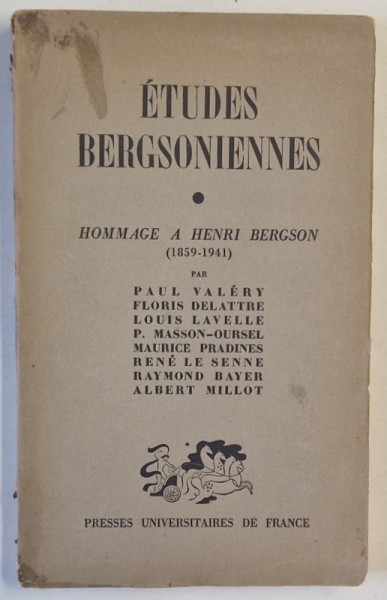 ÉTUDES
BERGSONIENNES
HOMMAGE A HENRI BERGSON
(1859-1941)
PAR
PAUL VALÉRY
FLORIS DELATTRE
LOUIS LAVELLE
P. MASSON-OURSEL
MAURICE PRADINES
RENÉ LE SENNE
RAYMOND BAYER
ALBERT MILLOT
PRESSES UNIVERSITAIRES DE FRANCE